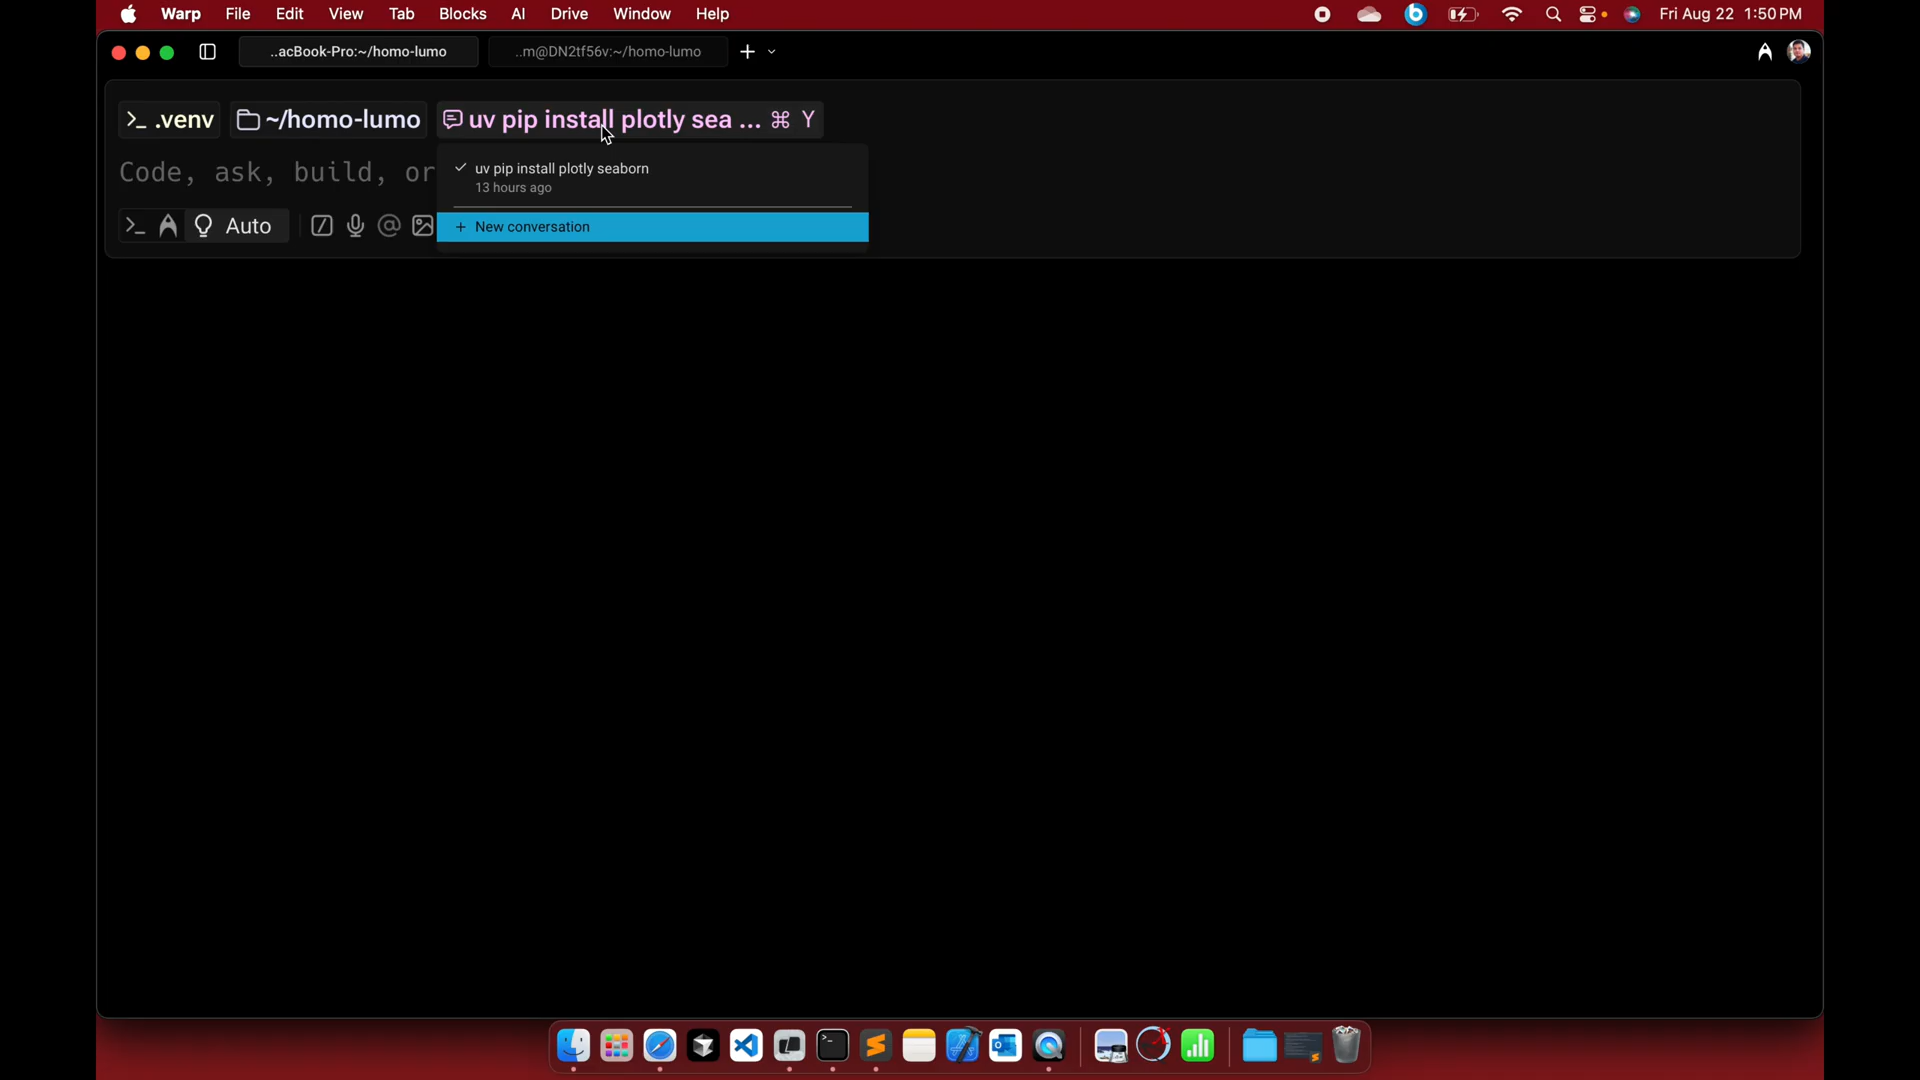 Warp File Edit View Tab Blocks AI Drive Window Help Fri Aug 22 1:50 PM
..acBook-Pro:~/homo-lumo ..m@DN2tf56v:~/homo-lumo
>_ .venv ~/homo-lumo uv pip install plotly sea ... ⌘ Y
Code, ask, build, or
✓ uv pip install plotly seaborn
13 hours ago
>_ Auto @
+ New conversation